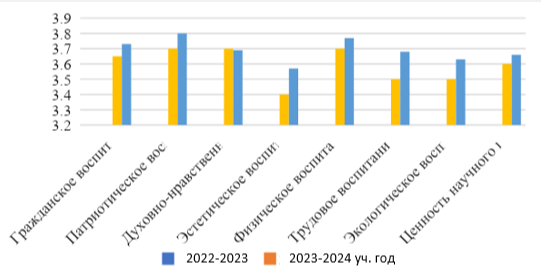 3.9
3.8
3.7
3.6
3.5
3.4
3.3
3.2
Гражданское воспит
Патриотическое вос
Духовно-нравствен
Эстетическое воспи
Физическое воспита
Трудовое воспитани
Экологическое восп
Ценность научного
2022-2023
2023-2024 уч. год